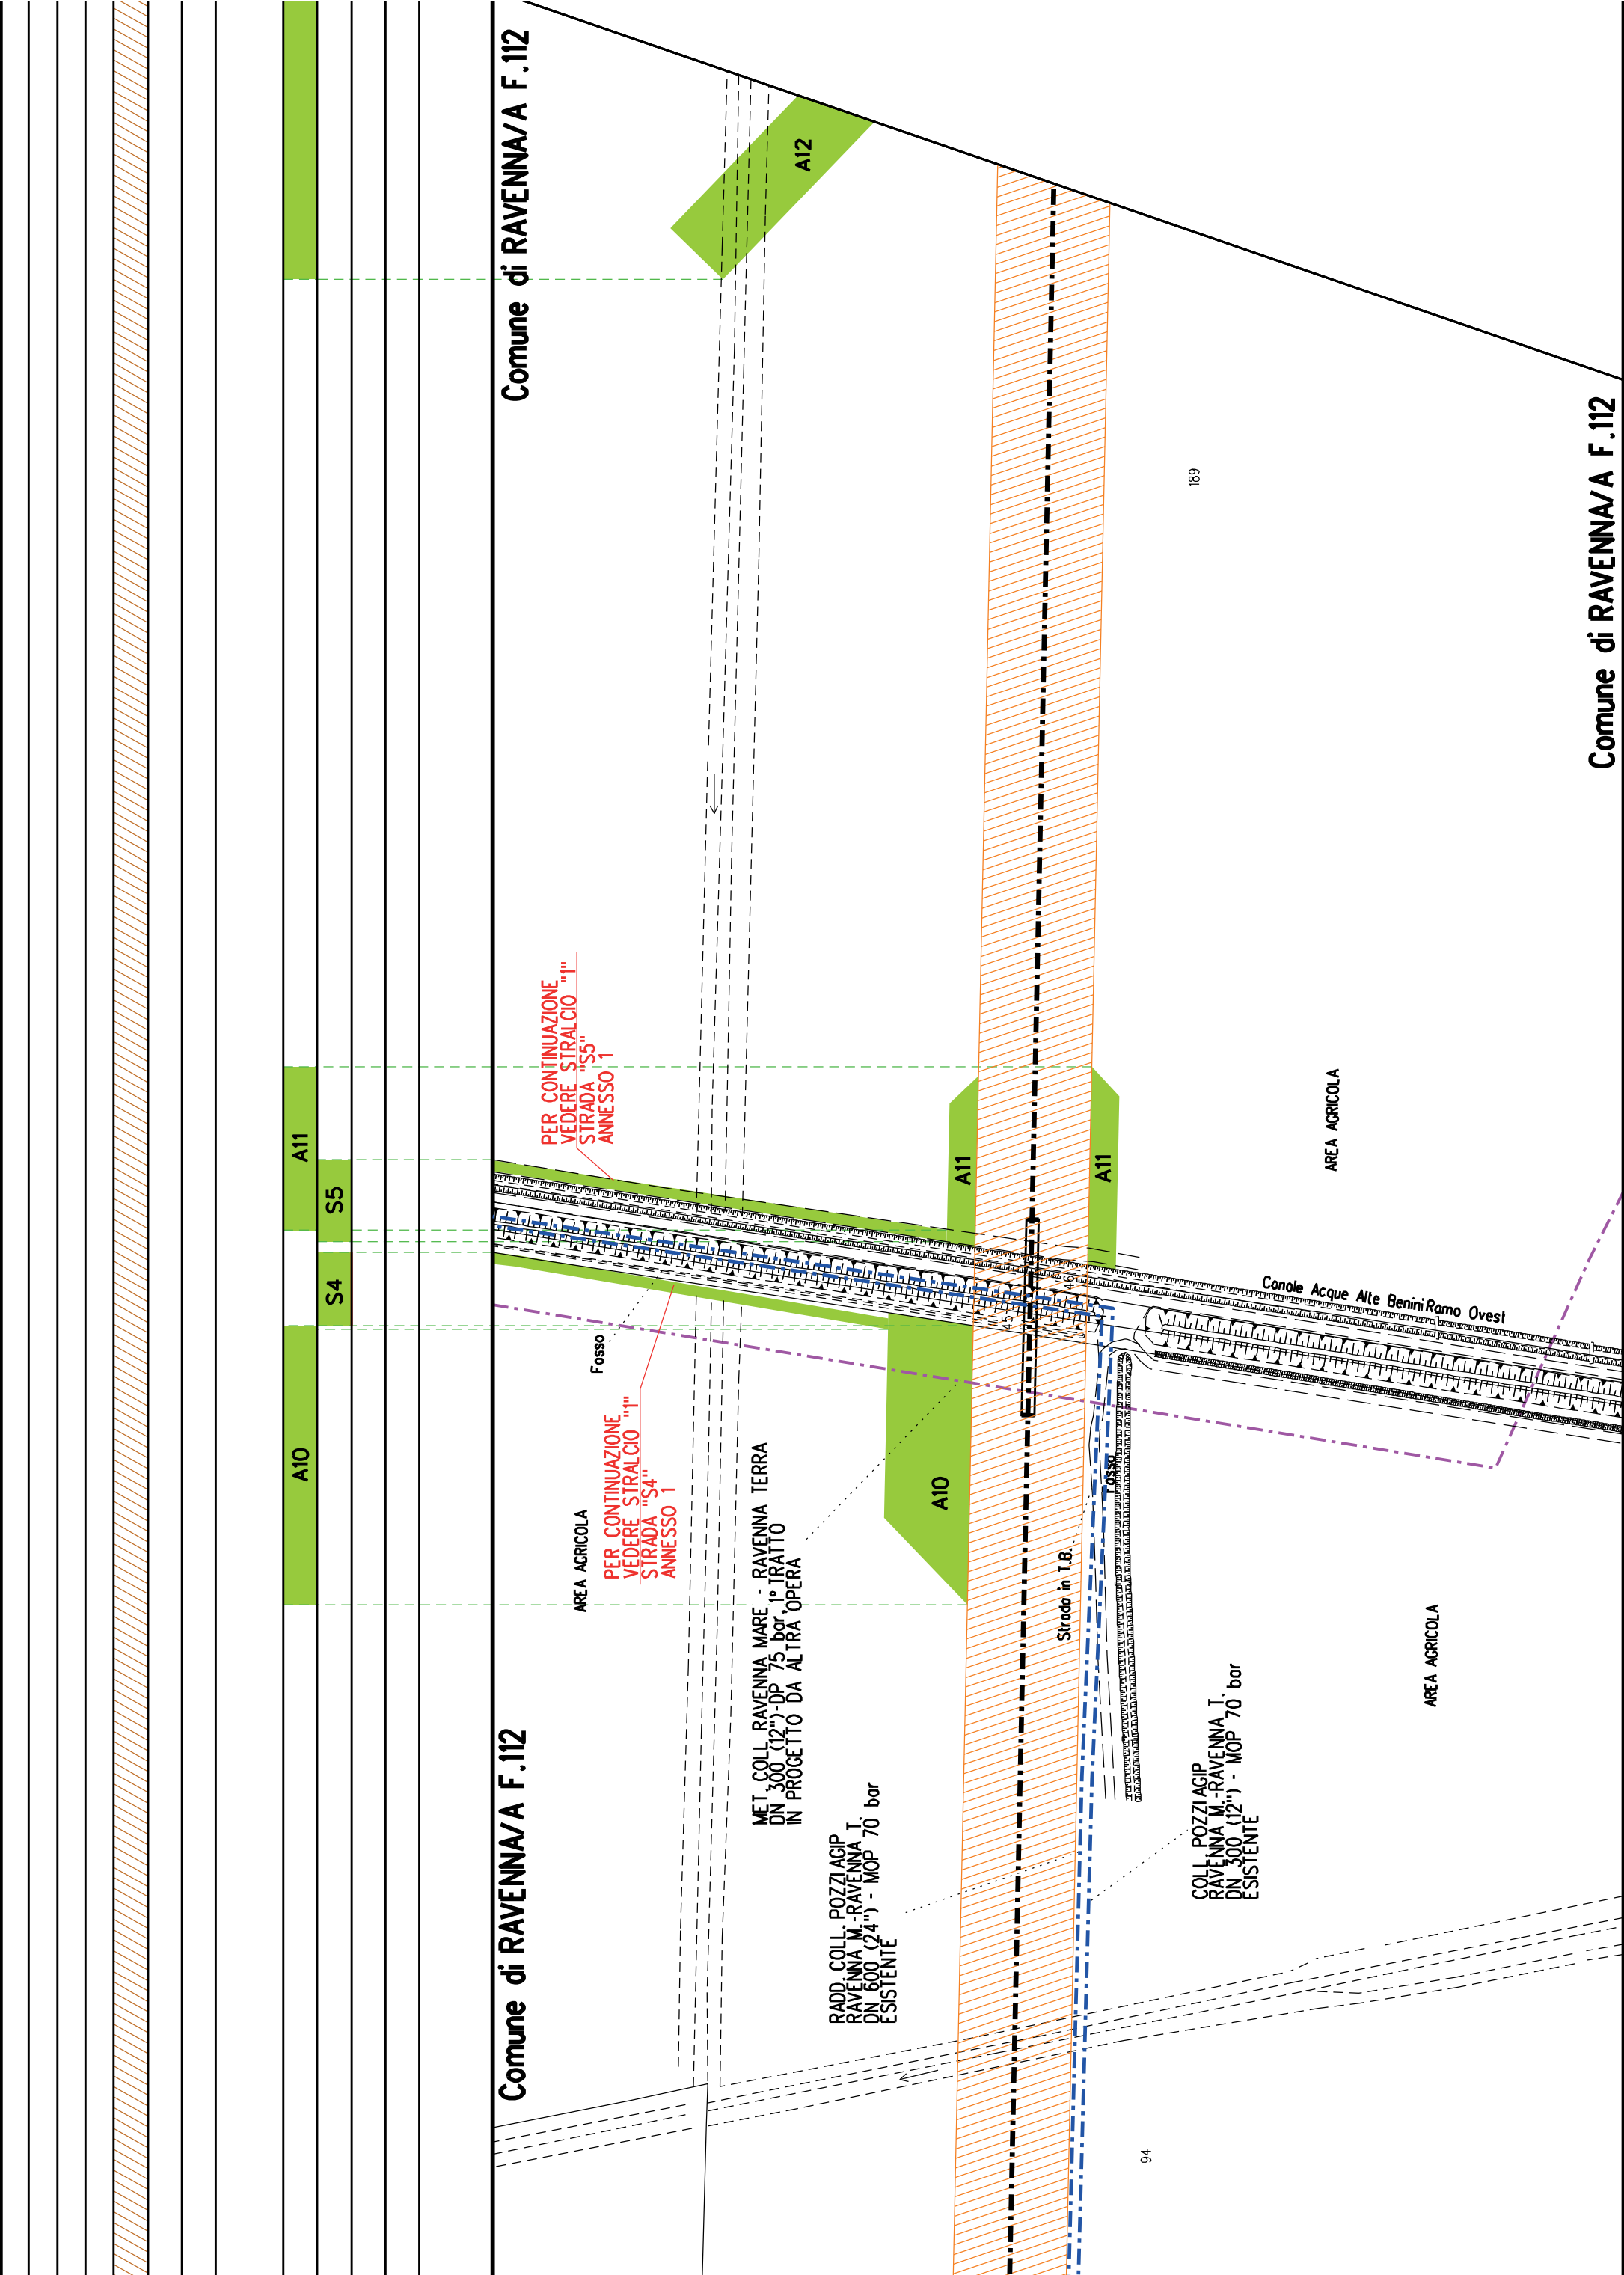 Comune di RAVENNA/A F.112
Comune di RAVENNA/A F.112
Comune di RAVENNA/A F.112
A10
A11
S4
S5
PER CONTINUAZIONE
VEDERE STRALCIO "1"
STRADA "S5"
ANNESSO 1
PER CONTINUAZIONE
VEDERE STRALCIO "1"
STRADA "S4"
ANNESSO 1
AREA AGRICOLA
Fosso
MET. COLL. RAVENNA MARE - RAVENNA TERRA
DN 300 (12")-DP 75 bar, 1° TRATTO
IN PROGETTO DA ALTRA OPERA
RADD. COLL. POZZI AGIP
RAVENNA M.-RAVENNA T.
DN 600 (24") - MOP 70 bar
ESISTENTE
A12
A10
A11
A11
45
46
Strada in T.B.
Fosso
COLL. POZZI AGIP
RAVENNA M.-RAVENNA T.
DN 300 (12") - MOP 70 bar
ESISTENTE
189
94
Canale Acque Alte Benini Ramo Ovest
AREA AGRICOLA
AREA AGRICOLA